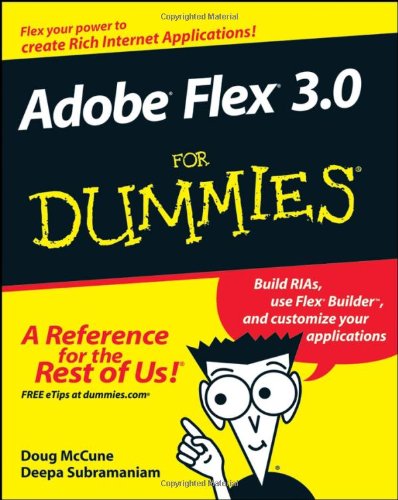 Flex your power to
create Rich Internet Applications!
Adobe® Flex® 3.0
FOR
DUMMIES®
Build RIAs,
use Flex® Builder™,
and customize your
applications
A Reference
for the
Rest of Us!®
FREE eTips at dummies.com®
Doug McCune
Deepa Subramaniam